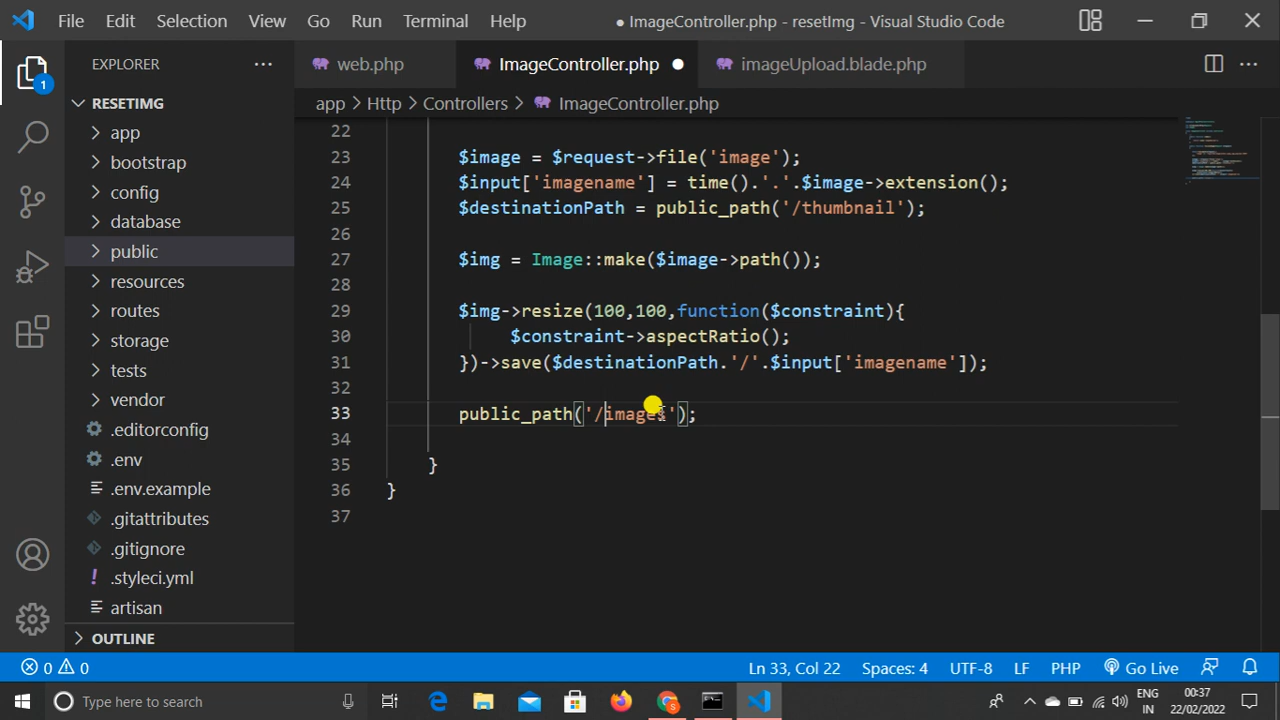 File Edit Selection View Go Run Terminal Help
● ImageController.php - resetImg - Visual Studio Code
EXPLORER
web.php
ImageController.php
imageUpload.blade.php
1
RESETIMG
app > Http > Controllers > ImageController.php
app
bootstrap
config
database
public
resources
routes
storage
tests
vendor
.editorconfig
.env
.env.example
.gitattributes
.gitignore
.styleci.yml
artisan
OUTLINE
22
23 $image = $request->file('image');
24 $input['imagename'] = time().'.'.$image->extension();
25 $destinationPath = public_path('/thumbnail');
26
27 $img = Image::make($image->path());
28
29 $img->resize(100,100,function($constraint){
30 $constraint->aspectRatio();
31 })->save($destinationPath.'/'.$input['imagename']);
32
33 public_path('/images');
34
35 }
36 }
37
0 0
Ln 33, Col 22
Spaces: 4
UTF-8
LF
PHP
Go Live
Type here to search
ENG
IN
00:37
22/02/2022